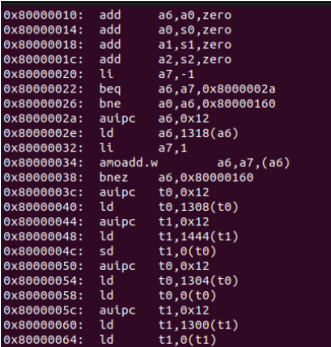 0x80000010: add a6,a0,zero
0x80000014: add a0,s0,zero
0x80000018: add a1,s1,zero
0x8000001c: add a2,s2,zero
0x80000020: li a7,-1
0x80000022: beq a6,a7,0x8000002a
0x80000026: bne a0,a6,0x80000160
0x8000002a: auipc a6,0x12
0x8000002e: ld a6,1318(a6)
0x80000032: li a7,1
0x80000034: amoadd.w a6,a7,(a6)
0x80000038: bnez a6,0x80000160
0x8000003c: auipc t0,0x12
0x80000040: ld t0,1308(t0)
0x80000044: auipc t1,0x12
0x80000048: ld t1,1444(t1)
0x8000004c: sd t1,0(t0)
0x80000050: auipc t0,0x12
0x80000054: ld t0,1304(t0)
0x80000058: ld t0,0(t0)
0x8000005c: auipc t1,0x12
0x80000060: ld t1,1300(t1)
0x80000064: ld t1,0(t1)